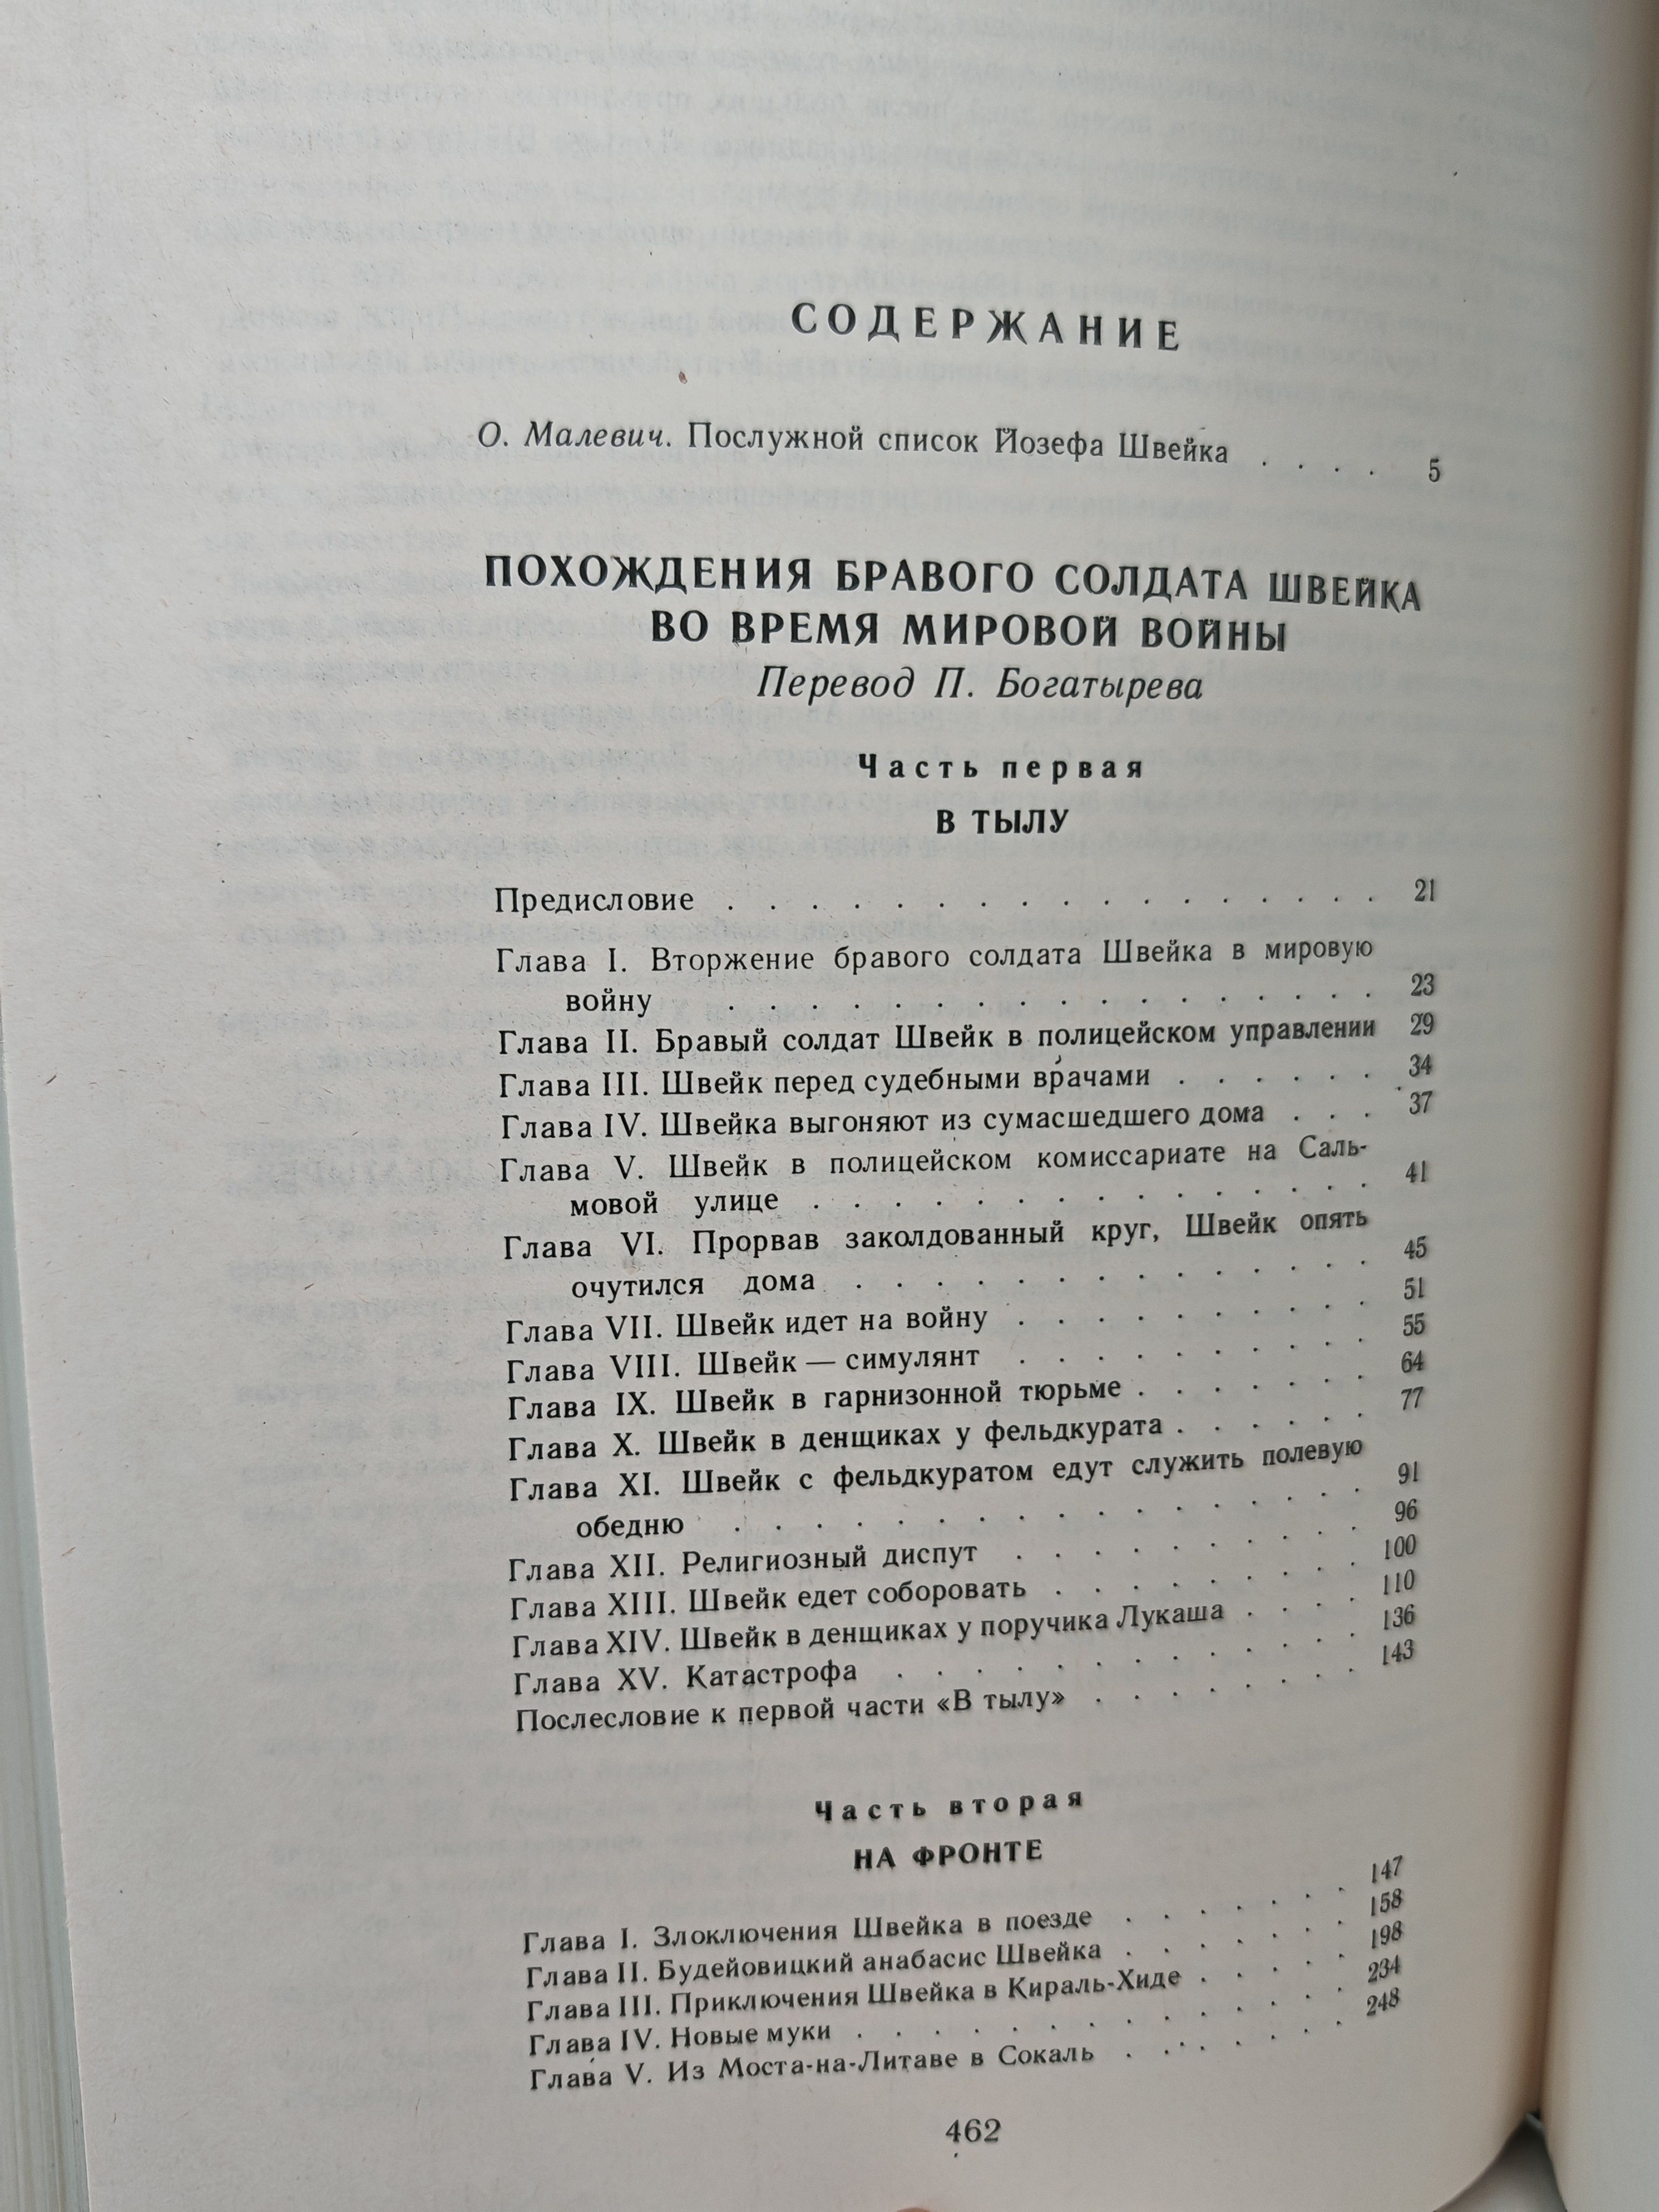 СОДЕРЖАНИЕ
О. Малевич. Послужной список Йозефа Швейка . . . . 5
ПОХОЖДЕНИЯ БРАВОГО СОЛДАТА ШВЕЙКА
ВО ВРЕМЯ МИРОВОЙ ВОЙНЫ
Перевод П. Богатырева
Часть первая
В ТЫЛУ
Предисловие . . . . . . . . . . . . . . . . . 21
Глава I. Вторжение бравого солдата Швейка в мировую
войну . . . . . . . . . . . . . . . . . 23
Глава II. Бравый солдат Швейк в полицейском управлении 29
Глава III. Швейк перед судебными врачами . . . . . . 34
Глава IV. Швейка выгоняют из сумасшедшего дома . . . 37
Глава V. Швейк в полицейском комиссариате на Саль-
мовой улице . . . . . . . . . . . . . . 41
Глава VI. Прорвав заколдованный круг, Швейк опять
очутился дома . . . . . . . . . . . . . 45
Глава VII. Швейк идет на войну . . . . . . . . . 51
Глава VIII. Швейк — симулянт . . . . . . . . . 55
Глава IX. Швейк в гарнизонной тюрьме . . . . . . . 64
Глава X. Швейк в денщиках у фельдкурата . . . . . . 77
Глава XI. Швейк с фельдкуратом едут служить полевую
обедню . . . . . . . . . . . . . . . . 91
Глава XII. Религиозный диспут . . . . . . . . . 96
Глава XIII. Швейк едет соборовать . . . . . . . . 100
Глава XIV. Швейк в денщиках у поручика Лукаша . . . . 110
Глава XV. Катастрофа . . . . . . . . . . . 136
Послесловие к первой части «В тылу» . . . . . . . 143
Часть вторая
НА ФРОНТЕ
Глава I. Злоключения Швейка в поезде . . . . . . . 147
Глава II. Будейовицкий анабасис Швейка . . . . . . . 158
Глава III. Приключения Швейка в Кираль-Хиде . . . . . 198
Глава IV. Новые муки . . . . . . . . . . . . 234
Глава V. Из Моста-на-Литаве в Сокаль . . . . . . . 248
462